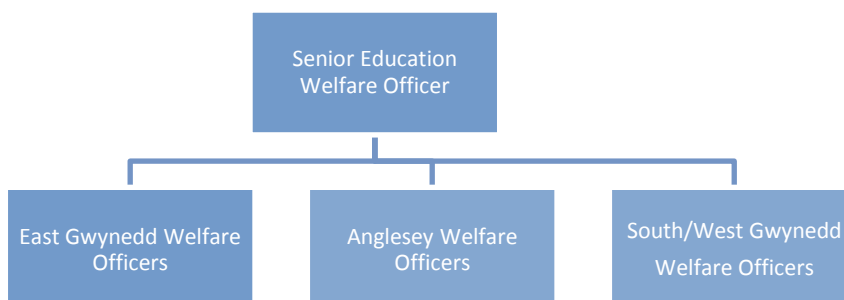 Senior Education
Welfare Officer
East Gwynedd Welfare
Officers
Anglesey Welfare
Officers
South/West Gwynedd
Welfare Officers